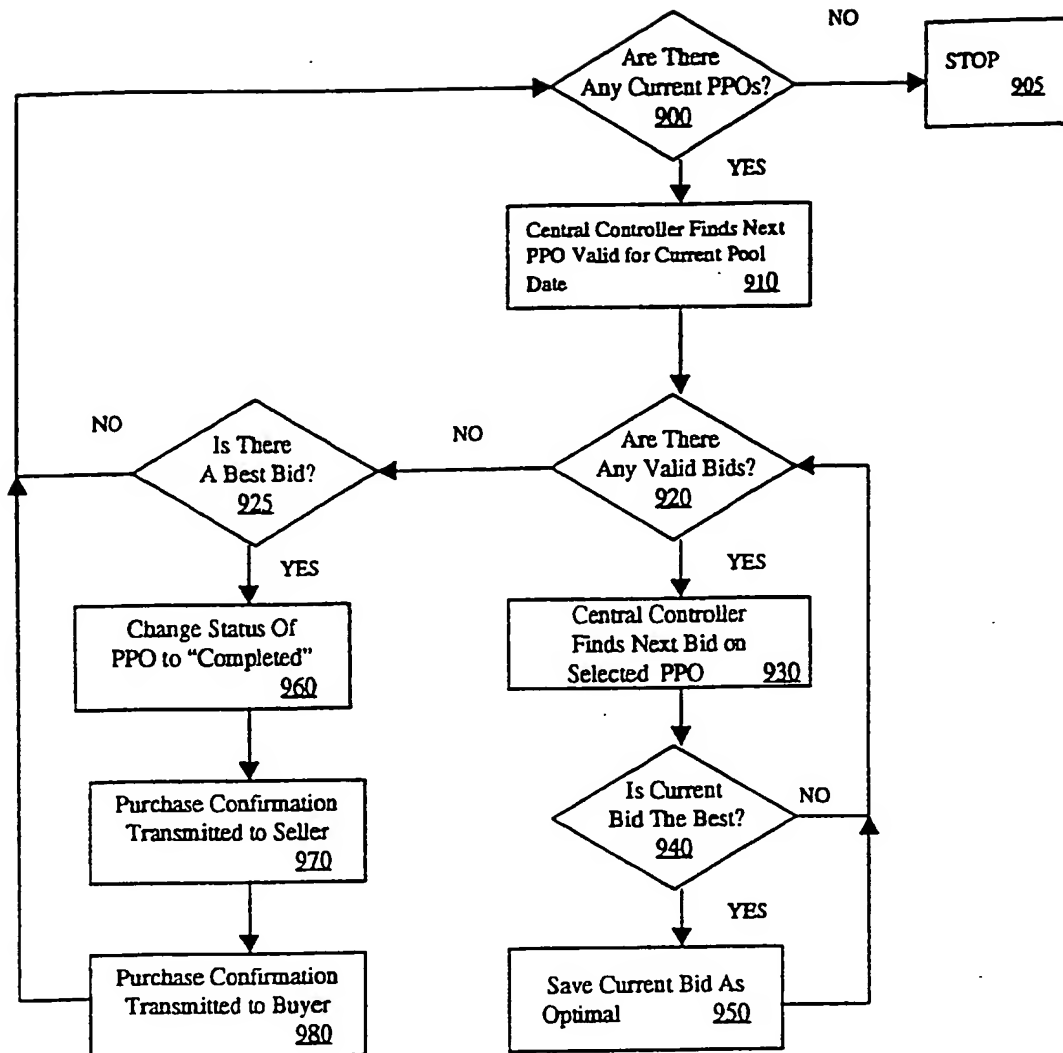 NO
Are There
Any Current PPOs?
900
STOP
905
YES
Central Controller Finds Next
PPO Valid for Current Pool
Date 910
NO
Is There
A Best Bid?
925
NO
Are There
Any Valid Bids?
920
YES
Change Status Of
PPO to "Completed"
960
YES
Central Controller
Finds Next Bid on
Selected PPO 930
Purchase Confirmation
Transmitted to Seller
970
Is Current
Bid The Best?
940
NO
YES
Purchase Confirmation
Transmitted to Buyer
980
Save Current Bid As
Optimal 950